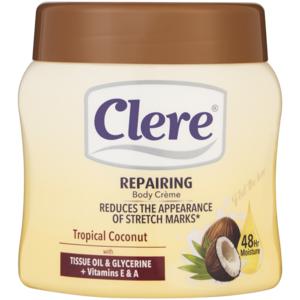 Clere®
REPAIRING
Body Crème
REDUCES THE APPEARANCE
OF STRETCH MARKS*
Tropical Coconut
with
TISSUE OIL & GLYCERINE
+ Vitamins E & A
48Hr
Moisture